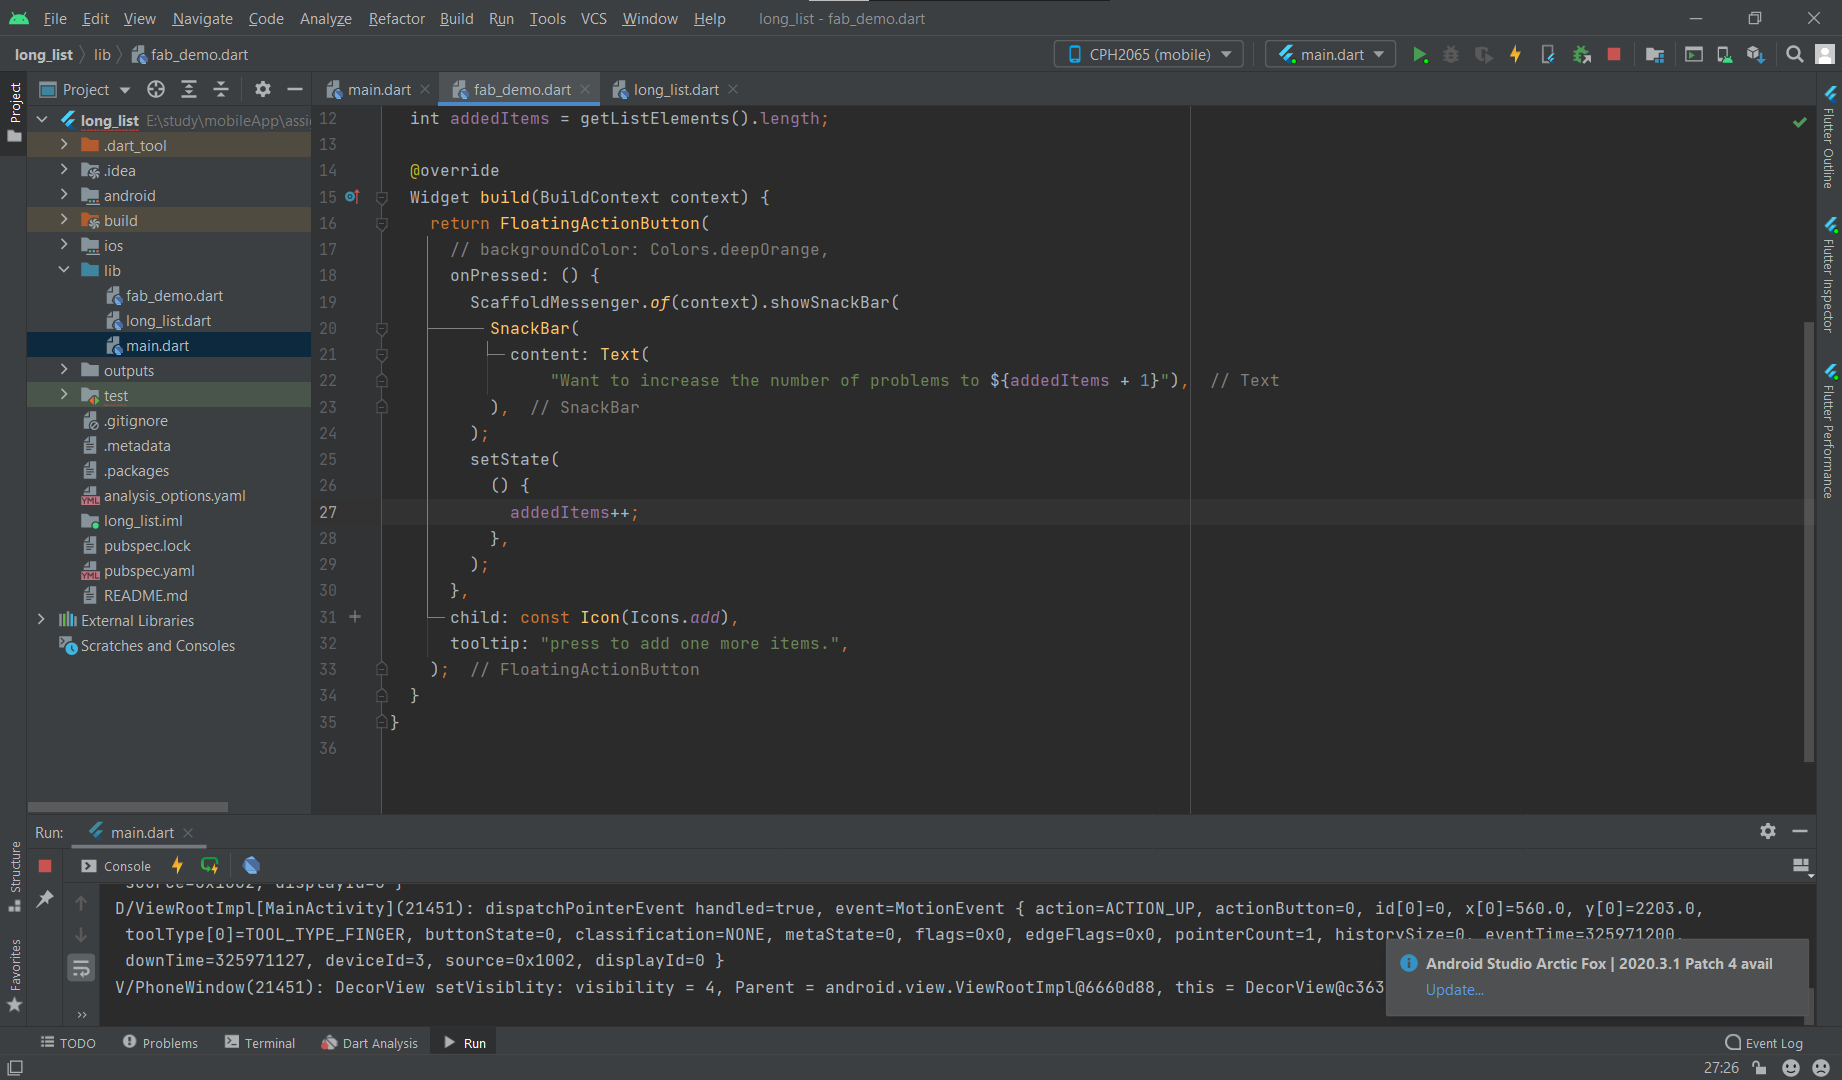 File Edit View Navigate Code Analyze Refactor Build Run Tools VCS Window Help long_list - fab_demo.dart
long_list lib fab_demo.dart CPH2065 (mobile) main.dart
Project main.dart fab_demo.dart long_list.dart
Project
long_list E:\study\mobileApp\assi
.dart_tool
.idea
android
build
ios
lib
fab_demo.dart
long_list.dart
main.dart
outputs
test
.gitignore
.metadata
.packages
analysis_options.yaml
long_list.iml
pubspec.lock
pubspec.yaml
README.md
External Libraries
Scratches and Consoles
12 int addedItems = getListElements().length;
13
14 @override
15 Widget build(BuildContext context) {
16 return FloatingActionButton(
17 // backgroundColor: Colors.deepOrange,
18 onPressed: () {
19 ScaffoldMessenger.of(context).showSnackBar(
20 SnackBar(
21 content: Text(
22 "Want to increase the number of problems to ${addedItems + 1}"), // Text
23 ), // SnackBar
24 );
25 setState(
26 () {
27 addedItems++;
28 },
29 );
30 },
31 child: const Icon(Icons.add),
32 tooltip: "press to add one more items.",
33 ); // FloatingActionButton
34 }
35 }
36
Flutter Outline
Flutter Inspector
Flutter Performance
Structure
Favorites
Run: main.dart
Console
source=0x1002, displayId=0 }
D/ViewRootImpl[MainActivity](21451): dispatchPointerEvent handled=true, event=MotionEvent { action=ACTION_UP, actionButton=0, id[0]=0, x[0]=560.0, y[0]=2203.0,
toolType[0]=TOOL_TYPE_FINGER, buttonState=0, classification=NONE, metaState=0, flags=0x0, edgeFlags=0x0, pointerCount=1, historySize=0, eventTime=325971200,
downTime=325971127, deviceId=3, source=0x1002, displayId=0 }
V/PhoneWindow(21451): DecorView setVisiblity: visibility = 4, Parent = android.view.ViewRootImpl@6660d88, this = DecorView@c363
Android Studio Arctic Fox | 2020.3.1 Patch 4 avail
Update...
TODO Problems Terminal Dart Analysis Run Event Log
27:26